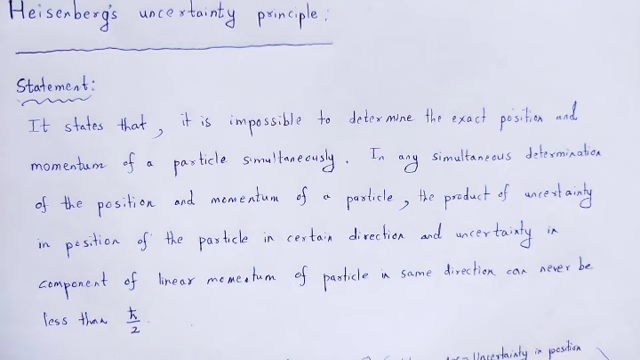 Heisenberg's uncertainty principle:
Statement:
It states that, it is impossible to determine the exact position and
momentum of a particle simultaneously. In any simultaneous determination
of the position and momentum of a particle, the product of uncertainty
in position of the particle in certain direction and uncertainty in
component of linear momentum of particle in same direction can never be
less than ℏ/2
Uncertainty in position